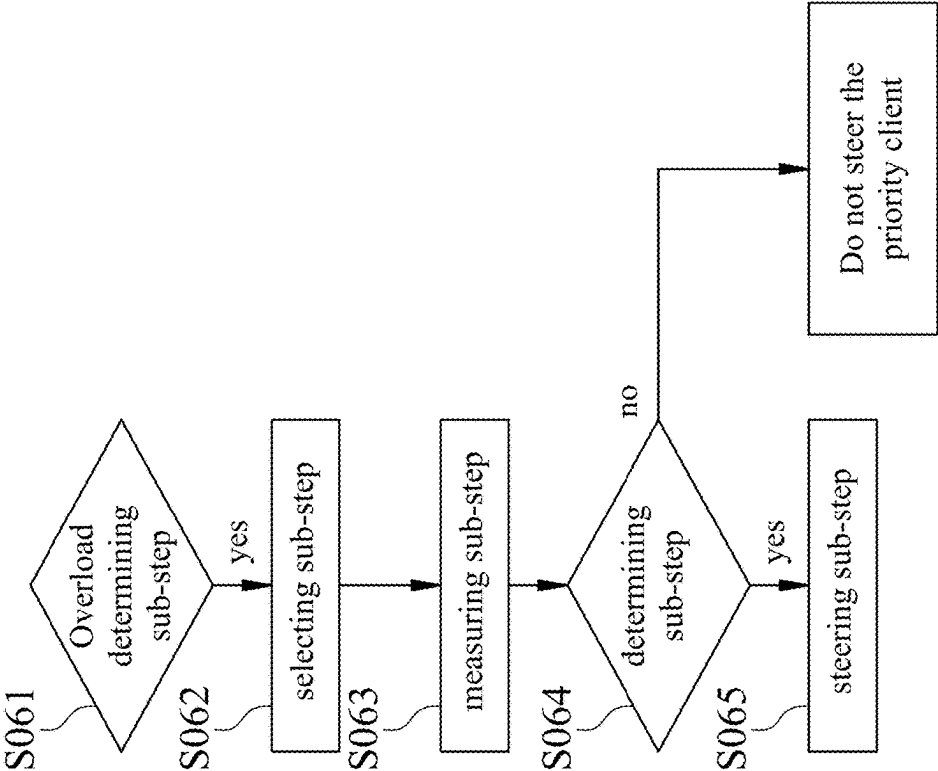 S061
Overload
determining
sub-step
yes
S062
selecting sub-step
S063
measuring sub-step
S064
determining
sub-step
no
yes
S065
steering sub-step
Do not steer the
priority client